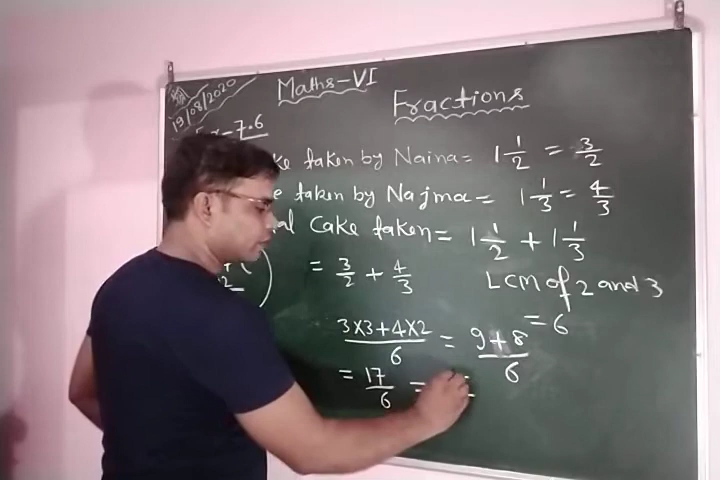 Maths-VI
19/08/2020
Fractions
7.6
taken by Naina = 1 1/2 = 3/2
taken by Najma = 1 1/3 = 4/3
Cake taken = 1 1/2 + 1 1/3
= 3/2 + 4/3
LCM of 2 and 3
= 6
3×3+4×2/6 = 9+8/6
= 17/6 =